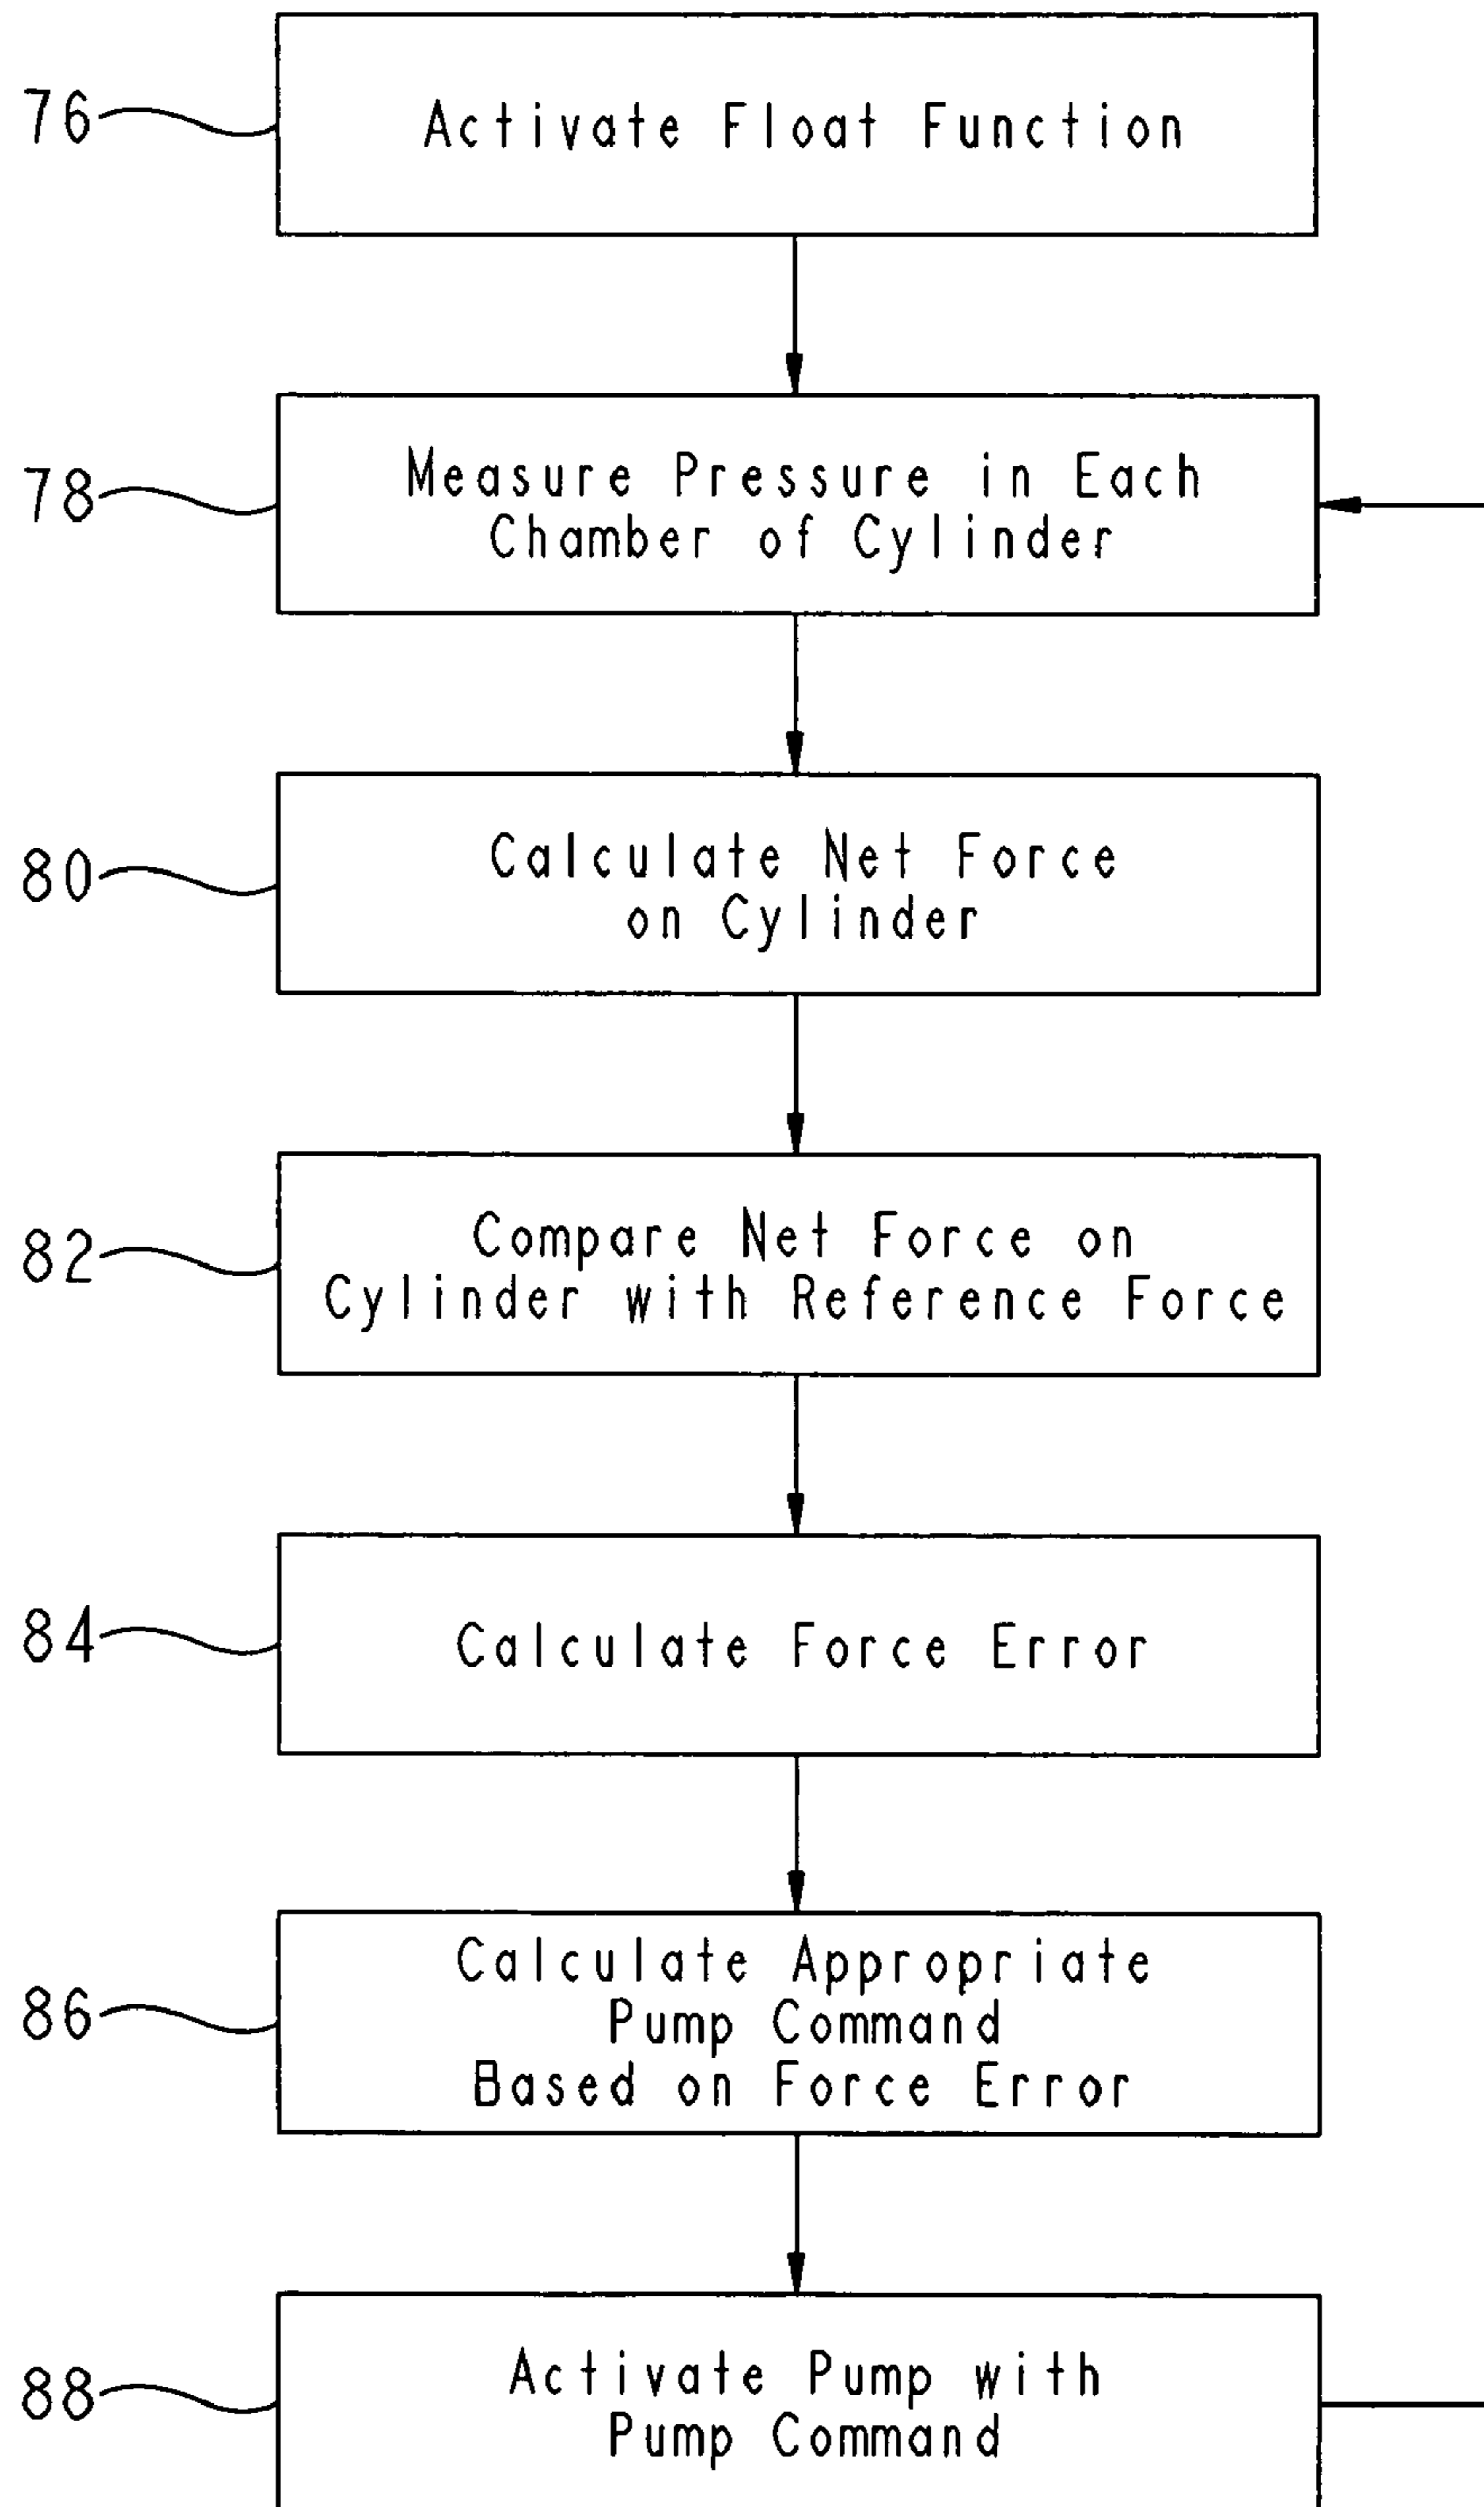 76
Activate Float Function
78
Measure Pressure in Each
Chamber of Cylinder
80
Calculate Net Force
on Cylinder
82
Compare Net Force on
Cylinder with Reference Force
84
Calculate Force Error
86
Calculate Appropriate
Pump Command
Based on Force Error
88
Activate Pump with
Pump Command